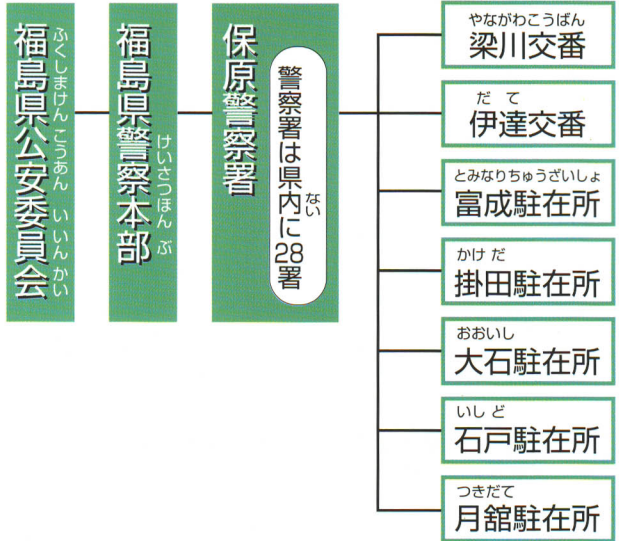 福島県公安委員会
ふくしまけん こうあん い いん かい
福島県警察本部
けいさつほん ぶ
保原警察署
警察署は県内に28署
ない
やながわこうばん
梁川交番
だ て
伊達交番
とみなりちゅうざいしょ
富成駐在所
かけ だ
掛田駐在所
おおいし
大石駐在所
いし ど
石戸駐在所
つきだて
月舘駐在所